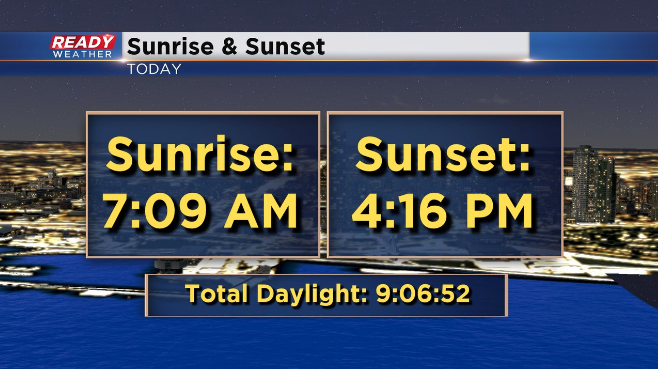 READY
WEATHER
Sunrise & Sunset
TODAY
Sunrise:
7:09 AM
Sunset:
4:16 PM
Total Daylight: 9:06:52